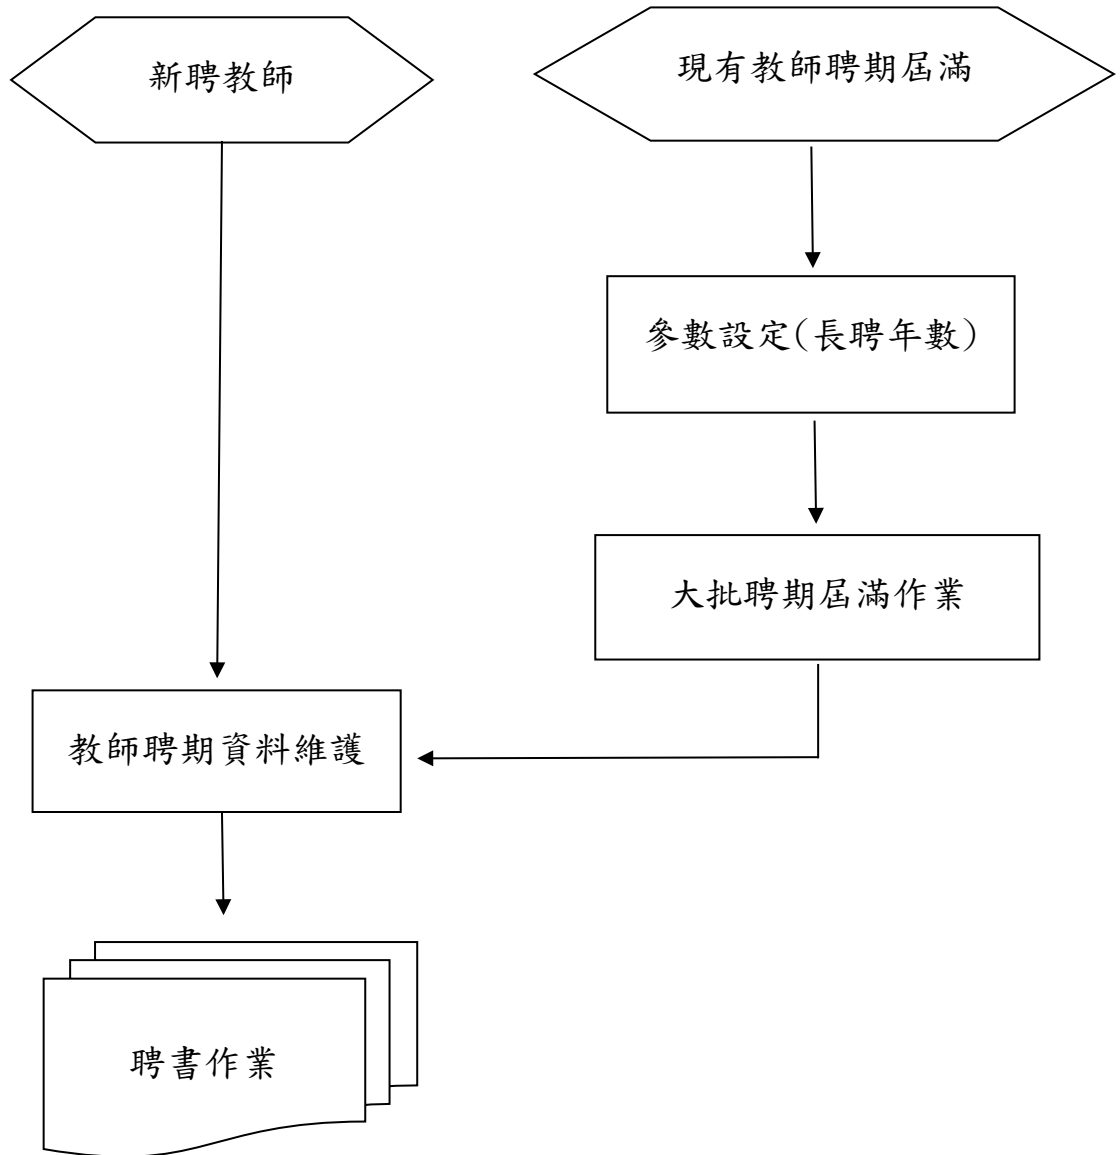 新聘教師
現有教師聘期屆滿
參數設定(長聘年數)
大批聘期屆滿作業
教師聘期資料維護
聘書作業